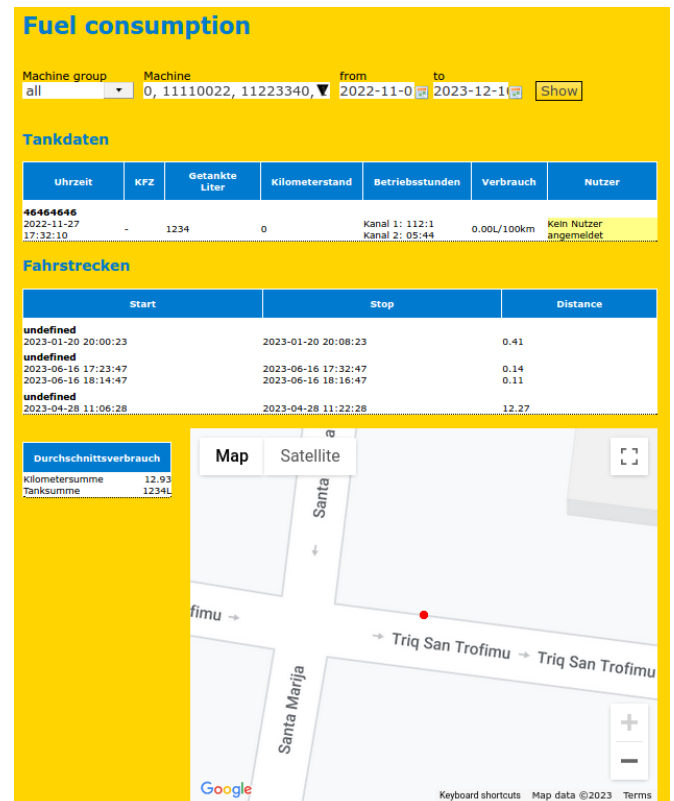 Fuel consumption
Machine group Machine from to
all 0, 11110022, 11223340, 2022-11-0 2023-12-1 Show
Tankdaten
Uhrzeit KFZ Getankte Liter Kilometerstand Betriebsstunden Verbrauch Nutzer
46464646
2022-11-27 17:32:10 - 1234 0 Kanal 1: 112:1 Kanal 2: 05:44 0.00L/100km Kein Nutzer angemeldet
Fahrstrecken
Start Stop Distance
undefined
2023-01-20 20:00:23 2023-01-20 20:08:23 0.41
undefined
2023-06-16 17:23:47 2023-06-16 17:32:47 0.14
2023-06-16 18:14:47 2023-06-16 18:16:47 0.11
undefined
2023-04-28 11:06:28 2023-04-28 11:22:28 12.27
Durchschnittsverbrauch
Kilometersumme 12.93
Tanksumme 1234L
Map Satellite
Santa
fimu
Triq San Trofimu
Triq San Trofimu
Santa Marija
Google
Keyboard shortcuts Map data ©2023 Terms